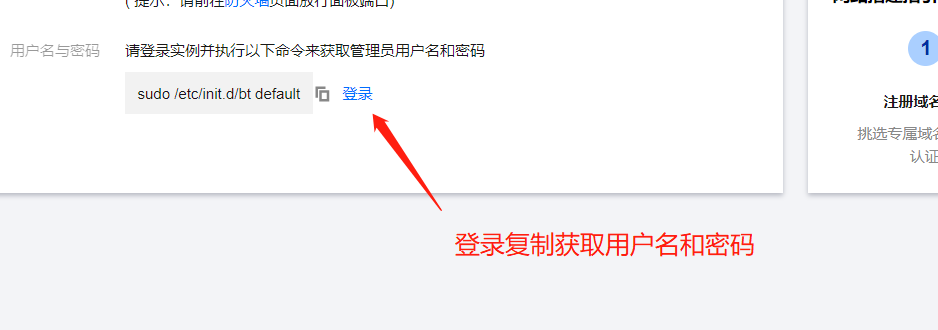 (提示：请前往防火墙页面放行面板端口)
用户名与密码
请登录实例并执行以下命令来获取管理员用户名和密码
sudo /etc/init.d/bt default
登录
登录复制获取用户名和密码
1
注册域名
挑选专属域名
认证